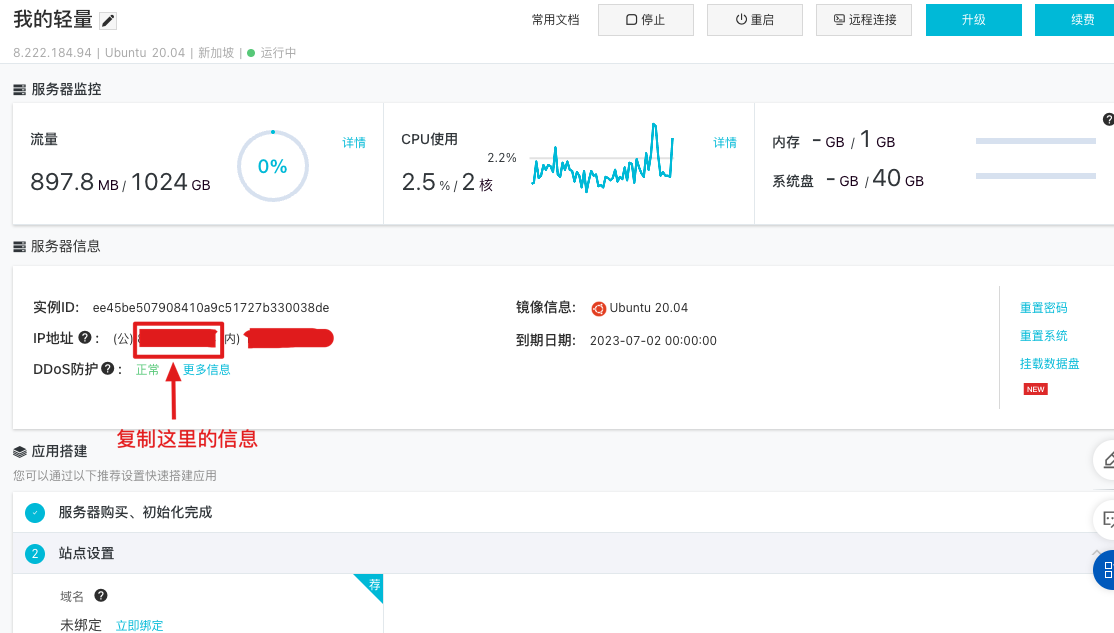 我的轻量
常用文档 停止 重启 远程连接 升级 续费
8.222.184.94 | Ubuntu 20.04 | 新加坡 | 运行中
服务器监控
流量 详情
897.8 MB / 1024 GB
0%
CPU使用 详情
2.2%
2.5 % / 2 核
内存 - GB / 1 GB
系统盘 - GB / 40 GB
服务器信息
实例ID: ee45be507908410a9c51727b330038de
IP地址 ? : (公) 内)
DDoS防护 ? : 正常 更多信息
镜像信息: Ubuntu 20.04
到期日期: 2023-07-02 00:00:00
重置密码
重置系统
挂载数据盘
NEW
复制这里的信息
应用搭建
您可以通过以下推荐设置快速搭建应用
服务器购买、初始化完成
2 站点设置
荐
域名 ?
未绑定 立即绑定